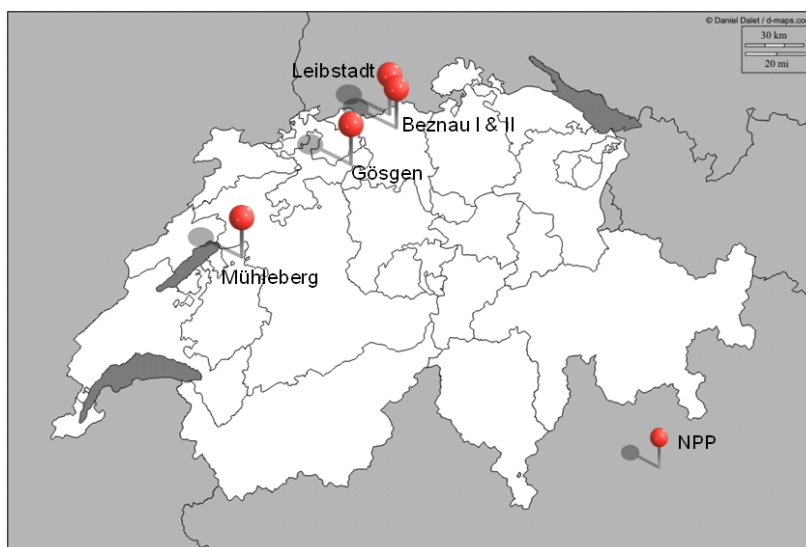 © Daniel Dalet / d-maps.com
30 km
20 mi
Leibstadt
Beznau I & II
Gösgen
Mühleberg
NPP